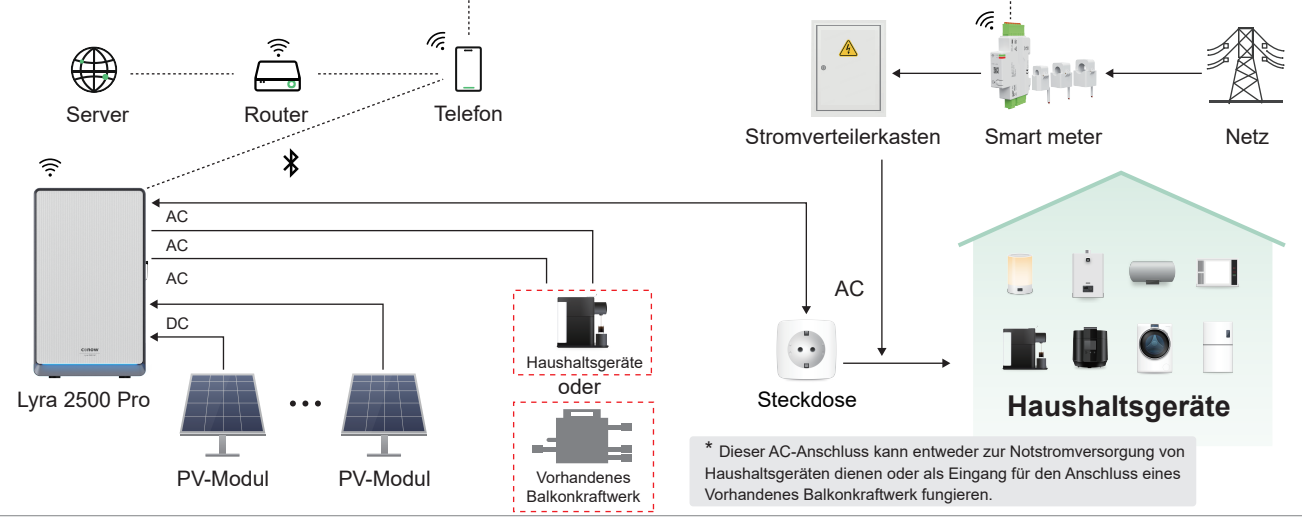 Server
Router
Telefon
Stromverteilerkasten
Smart meter
Netz
AC
AC
AC
DC
AC
Lyra 2500 Pro
PV-Modul
PV-Modul
Haushaltsgeräte
oder
Vorhandenes
Balkonkraftwerk
Steckdose
Haushaltsgeräte
* Dieser AC-Anschluss kann entweder zur Notstromversorgung von
Haushaltsgeräten dienen oder als Eingang für den Anschluss eines
Vorhandenes Balkonkraftwerk fungieren.